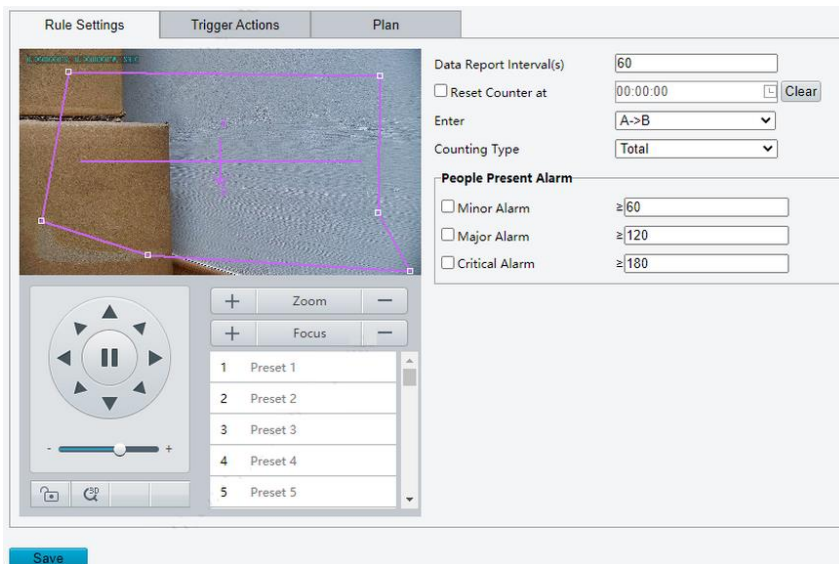 Rule Settings
Trigger Actions
Plan
Data Report Interval(s)
60
Reset Counter at
00:00:00
Clear
Enter
A->B
Counting Type
Total
People Present Alarm
Minor Alarm
≥60
Major Alarm
≥120
Critical Alarm
≥180
+ Zoom −
+ Focus −
1 Preset 1
2 Preset 2
3 Preset 3
4 Preset 4
5 Preset 5
- +
3D
Save